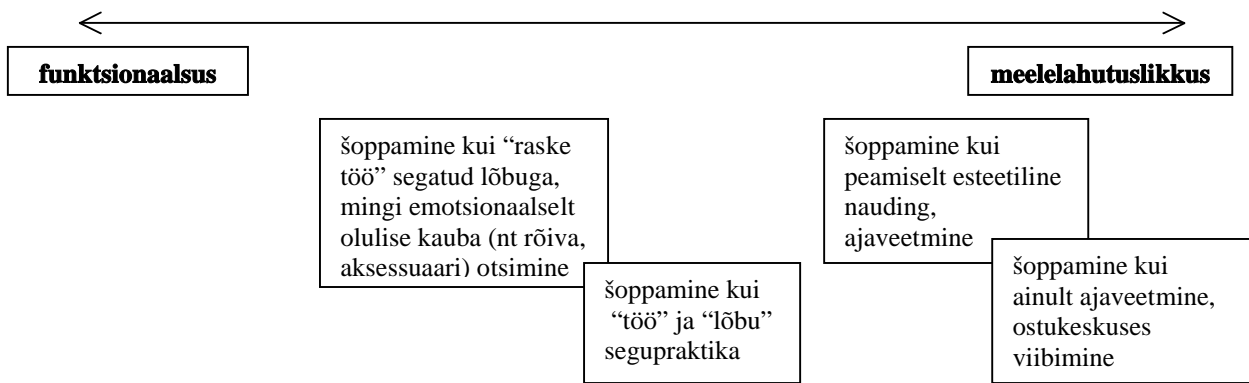 funktsionaalsus
meelelahutuslikkus
šoppamine kui “raske
töö” segatud lõbuga,
mingi emotsionaalselt
olulise kauba (nt rõiva,
aksessuaari) otsimine
šoppamine kui
“töö” ja “lõbu”
segupraktika
šoppamine kui
peamiselt esteetiline
nauding,
ajaveetmine
šoppamine kui
ainult ajaveetmine,
ostukeskuses
viibimine